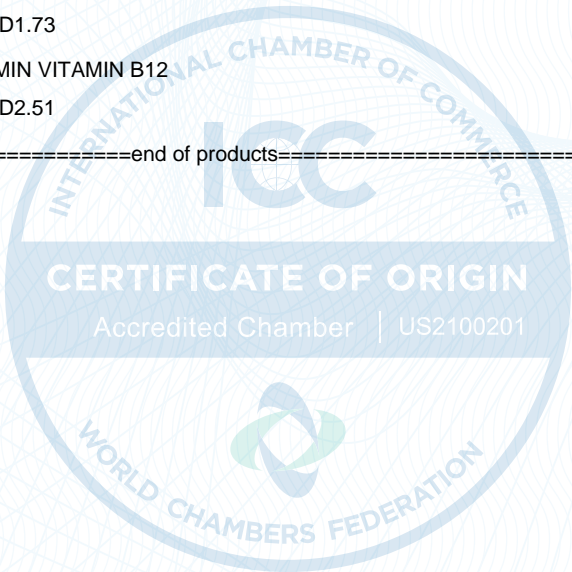 D1.73
MIN VITAMIN B12
D2.51
===========end of products========================
INTERNATIONAL CHAMBER OF COMMERCE
ICC
CERTIFICATE OF ORIGIN
Accredited Chamber | US2100201
WORLD CHAMBERS FEDERATION